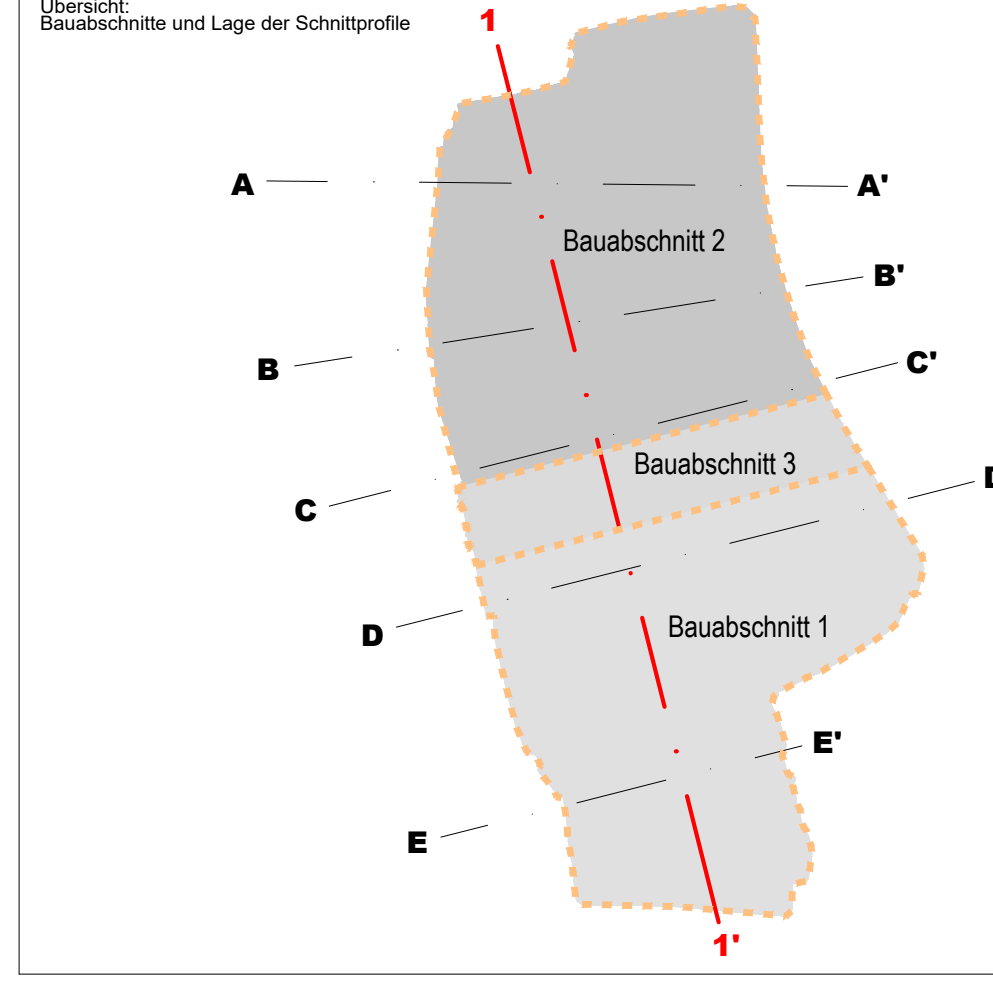 Übersicht:
Bauabschnitte und Lage der Schnittprofile
1
A
A'
Bauabschnitt 2
B'
B
C'
Bauabschnitt 3
C
D
Bauabschnitt 1
E'
E
1'